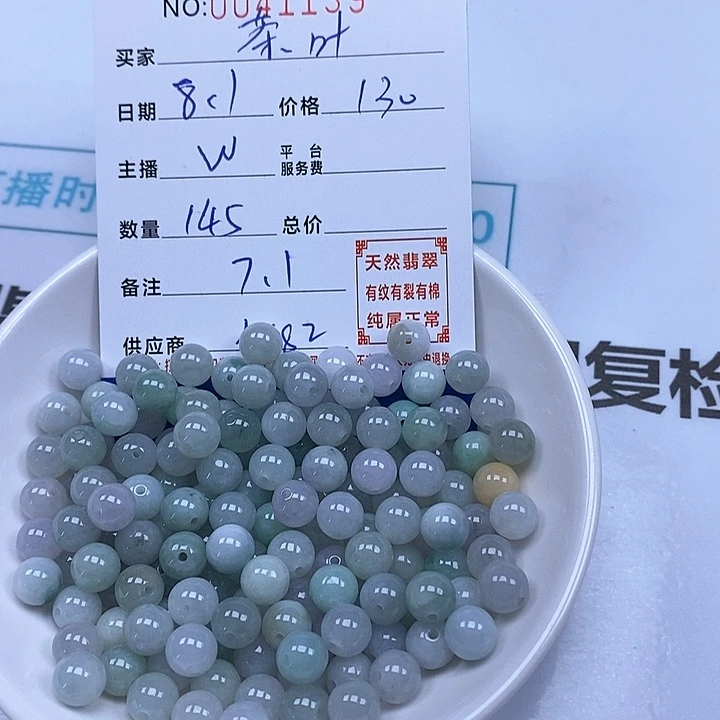 NO:0041139
买家 茶叶
日期 8.1 价格 130
主播 W 平台服务费
数量 145 总价
备注 7.1
天然翡翠
有纹有裂有棉
纯属正常
供应商 82
播时
复检